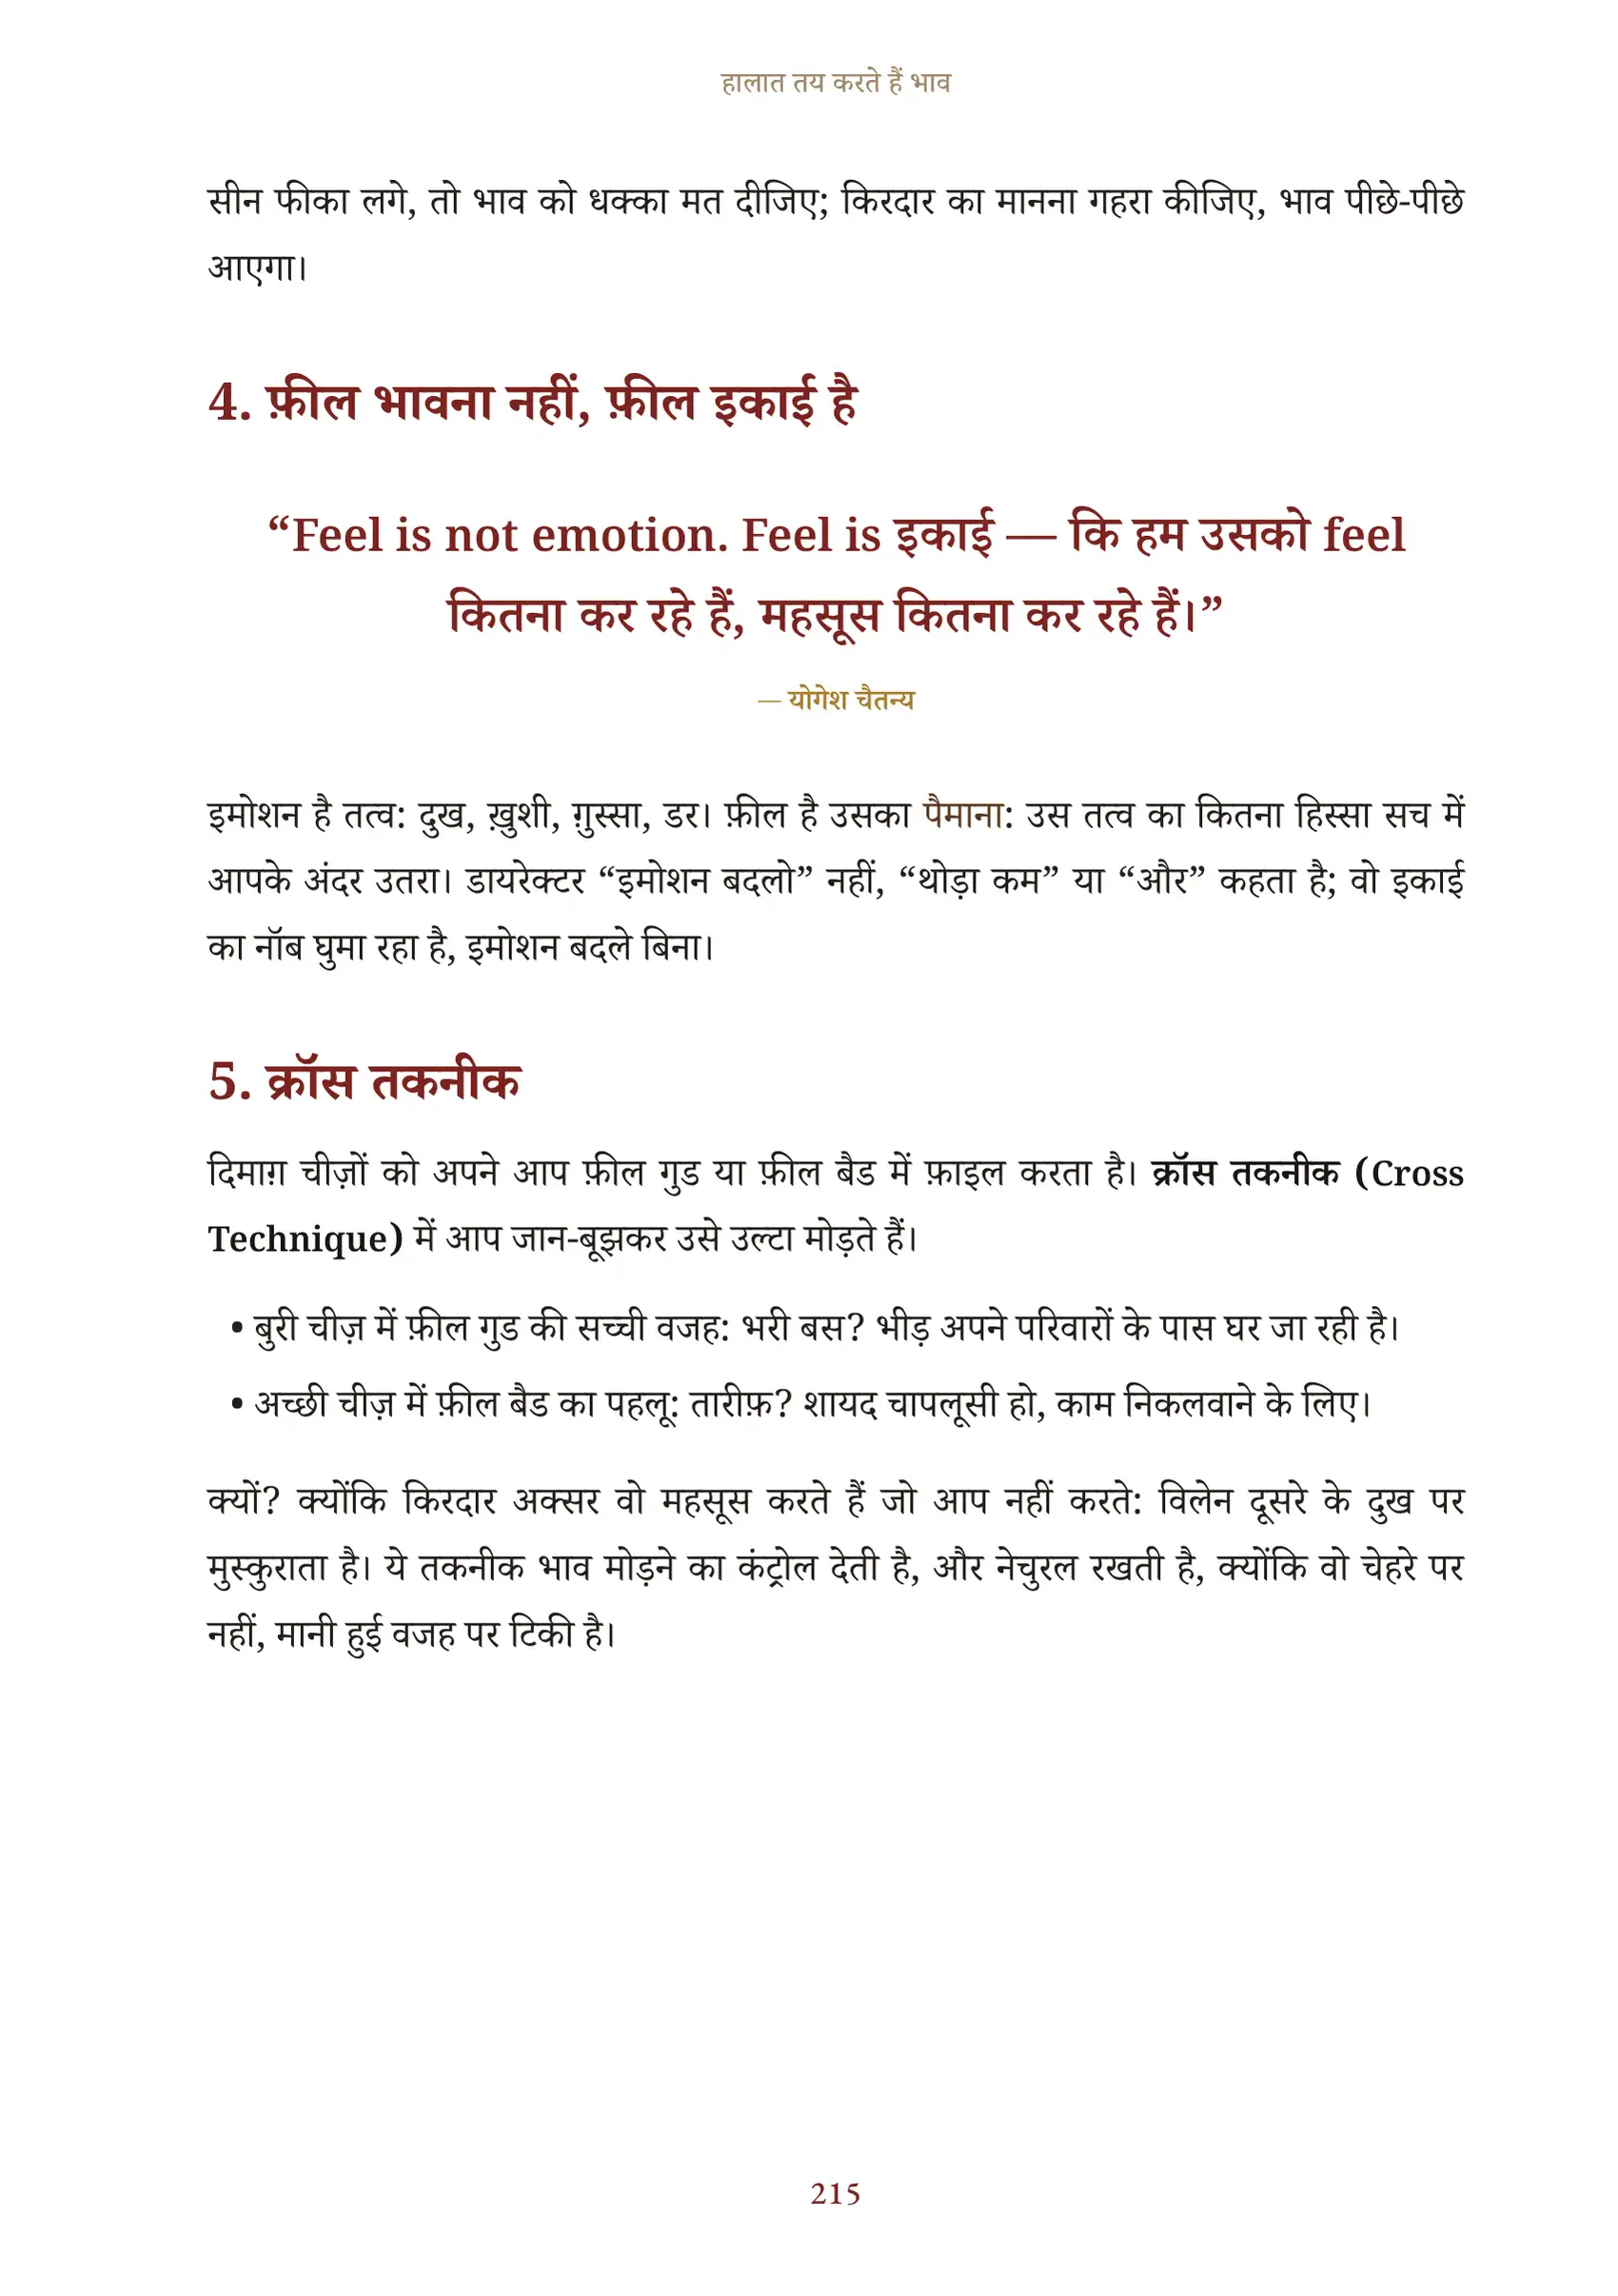 हालात तय करते हैं भाव
सीन फीका लगे, तो भाव को धक्का मत दीजिए; किरदार का मानना गहरा कीजिए, भाव पीछे-पीछे
आएगा।
4. फ़ील भावना नहीं, फ़ील इकाई है
“Feel is not emotion. Feel is इकाई — कि हम उसको feel
कितना कर रहे हैं, महसूस कितना कर रहे हैं।”
— योगेश चैतन्य
इमोशन है तत्व: दुख, ख़ुशी, ग़ुस्सा, डर। फ़ील है उसका पैमाना: उस तत्व का कितना हिस्सा सच में
आपके अंदर उतरा। डायरेक्टर “इमोशन बदलो” नहीं, “थोड़ा कम” या “और” कहता है; वो इकाई
का नॉब घुमा रहा है, इमोशन बदले बिना।
5. क्रॉस तकनीक
दिमाग़ चीज़ों को अपने आप फ़ील गुड या फ़ील बैड में फ़ाइल करता है। क्रॉस तकनीक (Cross
Technique) में आप जान-बूझकर उसे उल्टा मोड़ते हैं।
• बुरी चीज़ में फ़ील गुड की सच्ची वजह: भरी बस? भीड़ अपने परिवारों के पास घर जा रही है।
• अच्छी चीज़ में फ़ील बैड का पहलू: तारीफ़? शायद चापलूसी हो, काम निकलवाने के लिए।
क्यों? क्योंकि किरदार अक्सर वो महसूस करते हैं जो आप नहीं करते: विलेन दूसरे के दुख पर
मुस्कुराता है। ये तकनीक भाव मोड़ने का कंट्रोल देती है, और नेचुरल रखती है, क्योंकि वो चेहरे पर
नहीं, मानी हुई वजह पर टिकी है।
215